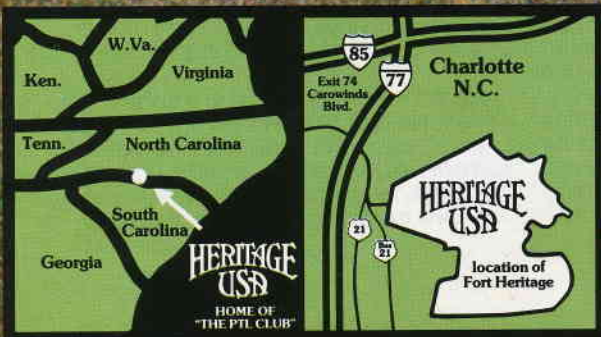 W.Va.
Ken.
Virginia
Tenn.
North Carolina
South
Carolina
Georgia
HERITAGE
USA
HOME OF
"THE PTL CLUB"
85
77
Exit 74
Carowinds
Blvd.
Charlotte
N.C.
HERITAGE
USA
21
Bus
21
location of
Fort Heritage